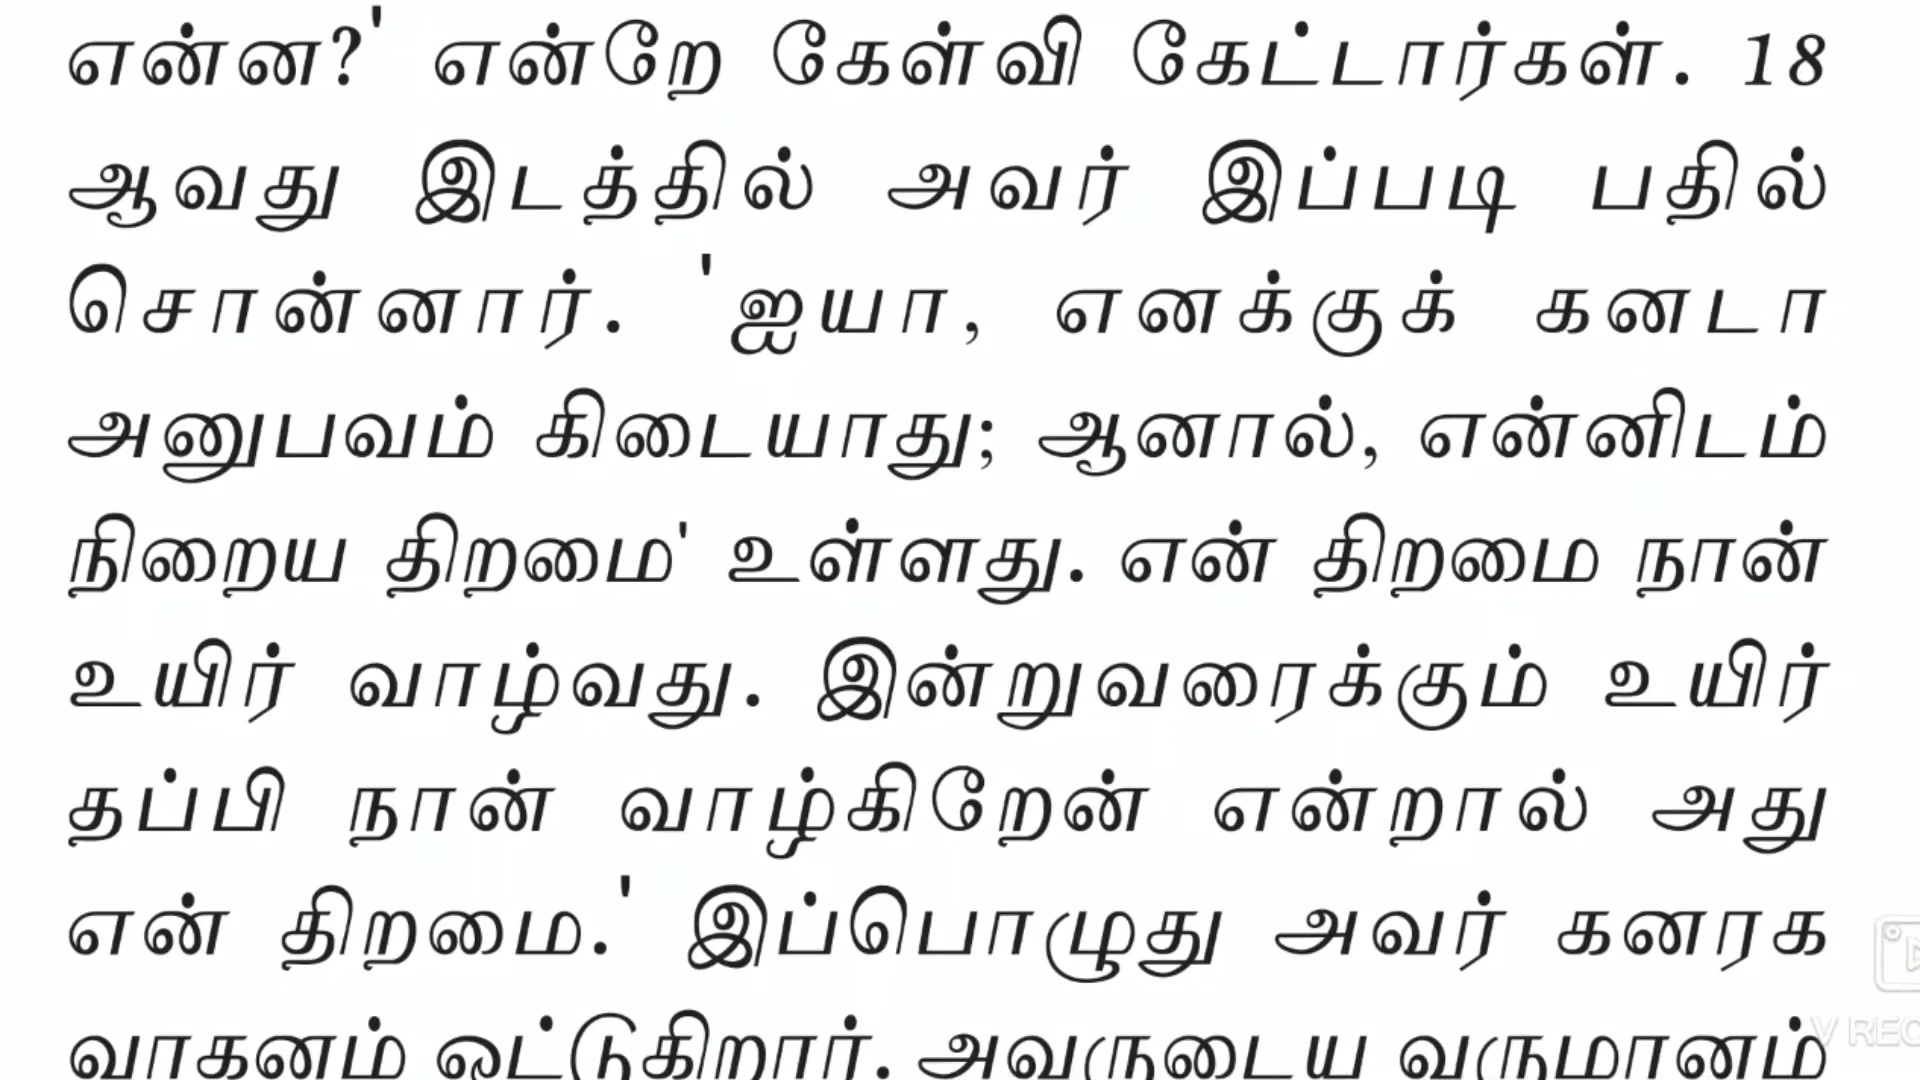 என்ன?' என்றே கேள்வி கேட்டார்கள். 18
ஆவது இடத்தில் அவர் இப்படி பதில்
சொன்னார். 'ஐயா, எனக்குக் கனடா
அனுபவம் கிடையாது; ஆனால், என்னிடம்
நிறைய திறமை' உள்ளது. என் திறமை நான்
உயிர் வாழ்வது. இன்றுவரைக்கும் உயிர்
தப்பி நான் வாழ்கிறேன் என்றால் அது
என் திறமை.' இப்பொழுது அவர் கனரக
வாகனம் ஓட்டுகிறார். அவருடைய வருமானம்
V REC